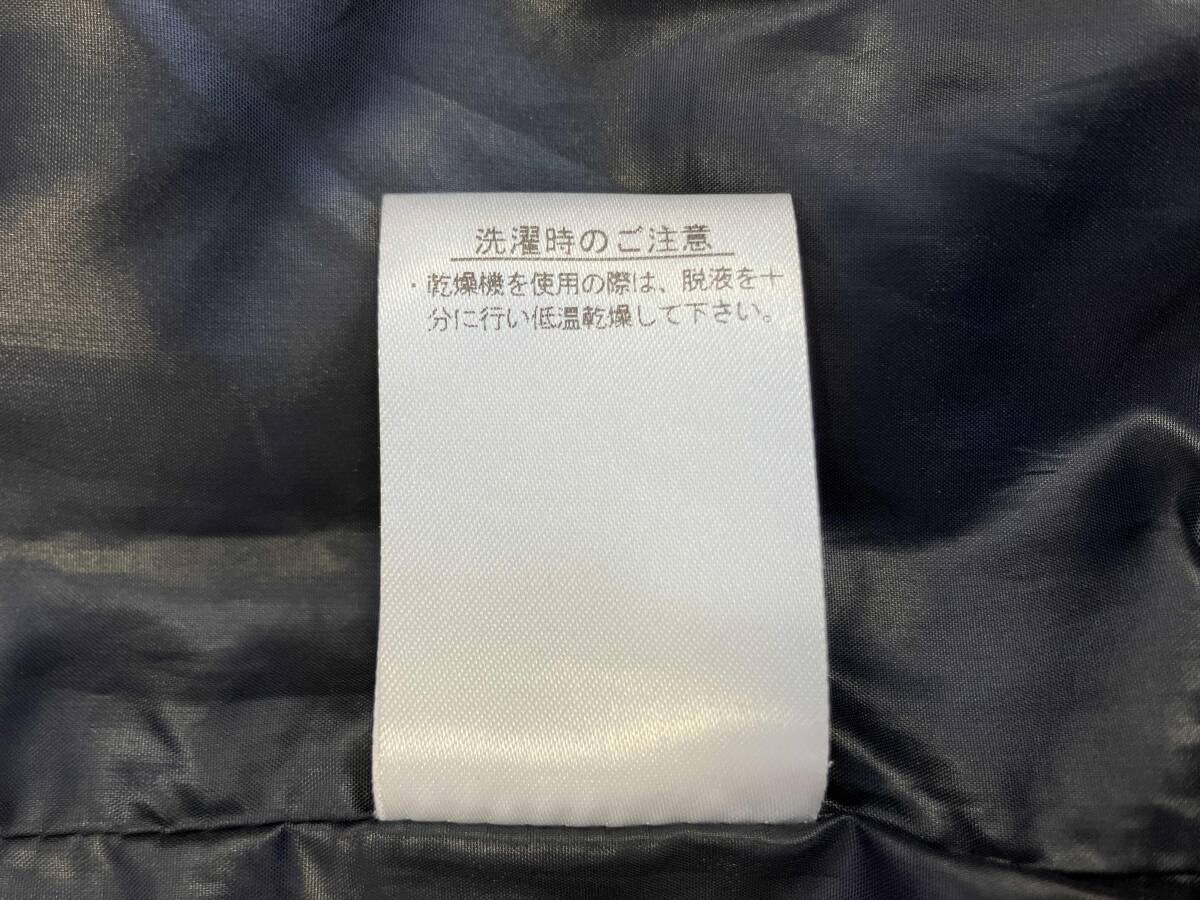 洗濯時のご注意
・乾燥機を使用の際は、脱液を十
分に行い低温乾燥して下さい。